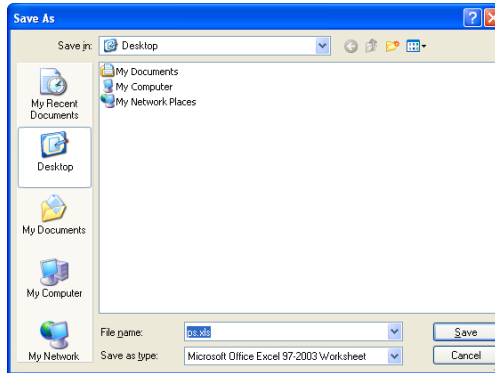 Save As
Save in: Desktop
My Documents
My Computer
My Network Places
My Recent
Documents
Desktop
My Documents
My Computer
My Network
File name: ps.xls
Save
Save as type: Microsoft Office Excel 97-2003 Worksheet
Cancel